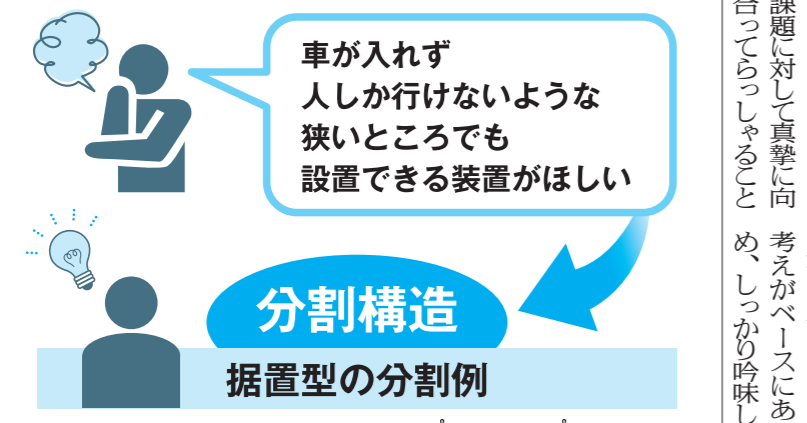 車が入れず
人しか行けないような
狭いところでも
設置できる装置がほしい
分割構造
据置型の分割例
課題に対して真摯に向
合ってらっしゃること
考えがベースにあ
め、しっかり吟味し